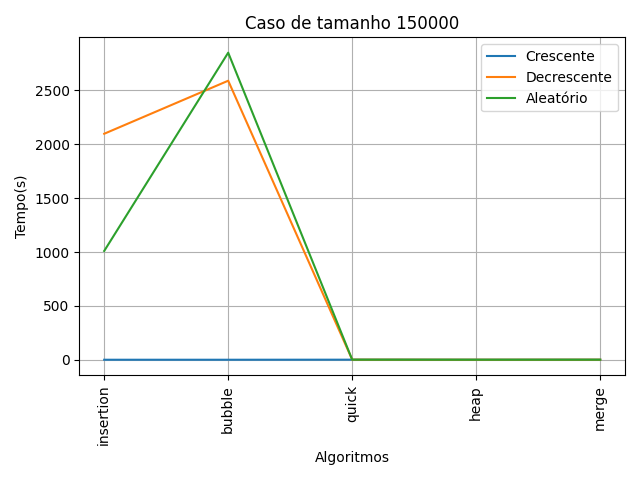 Caso de tamanho 150000
Crescente
Decrescente
Aleatório
2500
2000
1500
1000
500
0
Tempo(s)
insertion
bubble
quick
heap
merge
Algoritmos